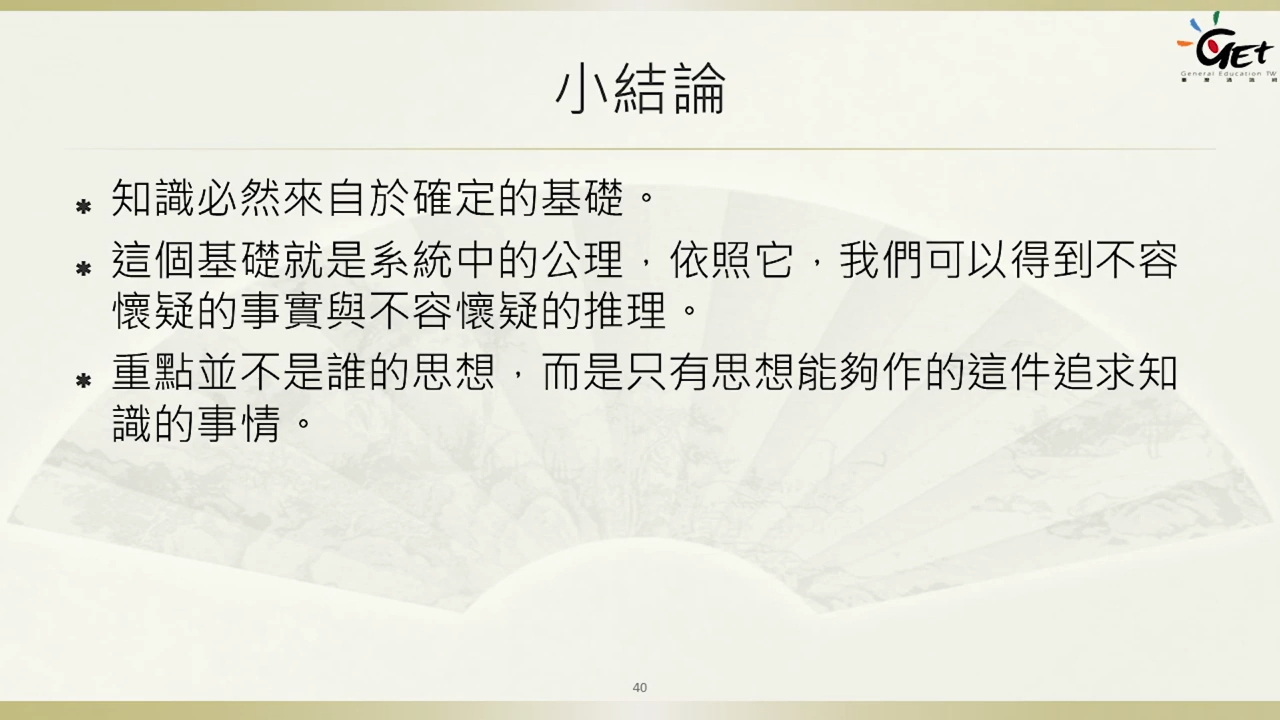 GEt
General Education TW
小結論
知識必然來自於確定的基礎。
這個基礎就是系統中的公理，依照它，我們可以得到不容
懷疑的事實與不容懷疑的推理。
重點並不是誰的思想，而是只有思想能夠作的這件追求知
識的事情。
40